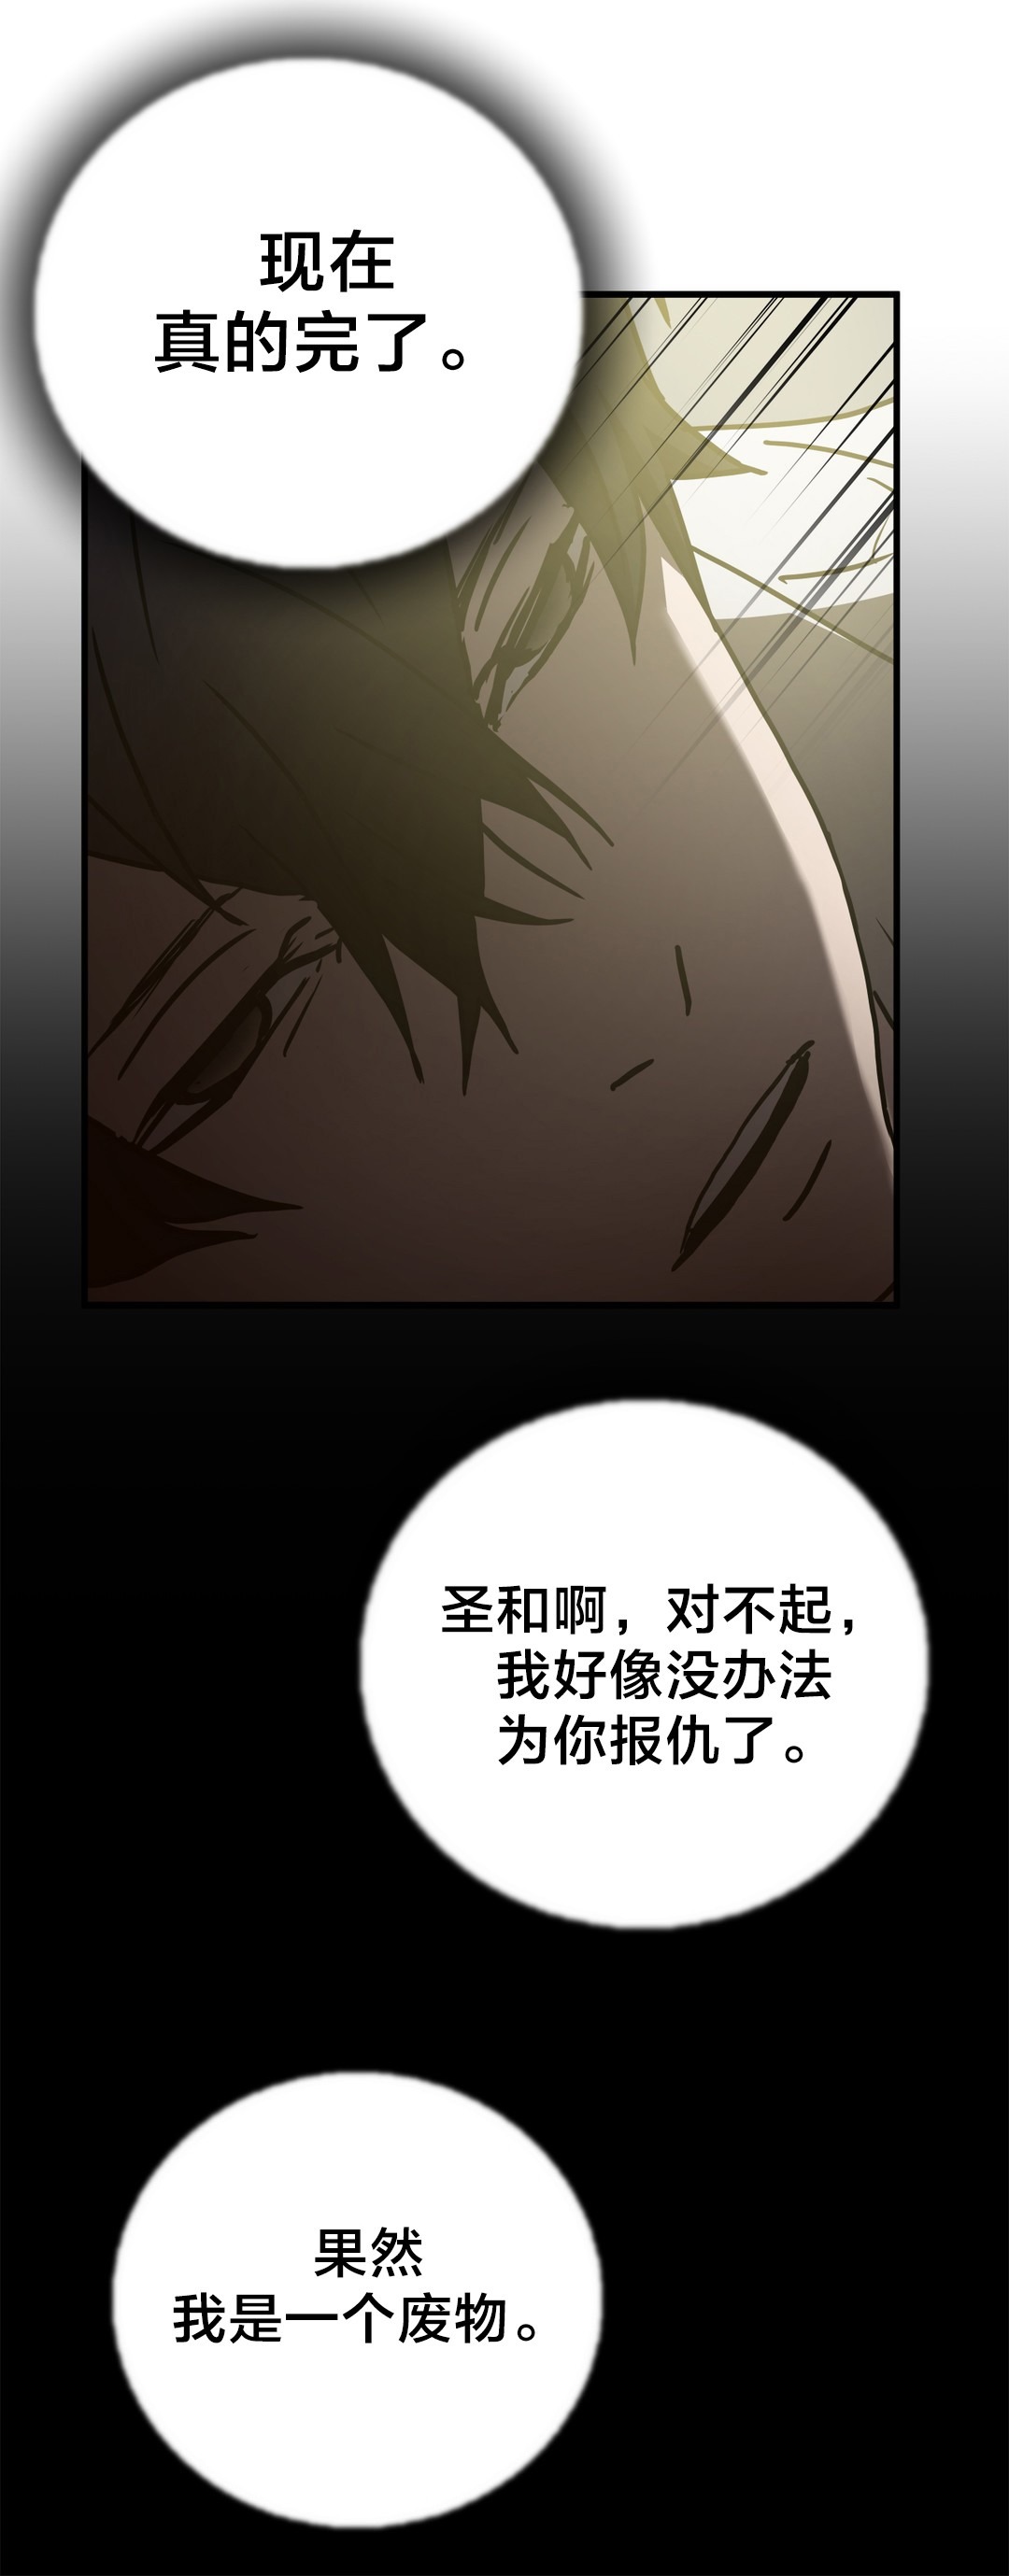 现在
真的完了。
圣和啊，对不起，
我好像没办法
为你报仇了。
果然
我是一个废物。